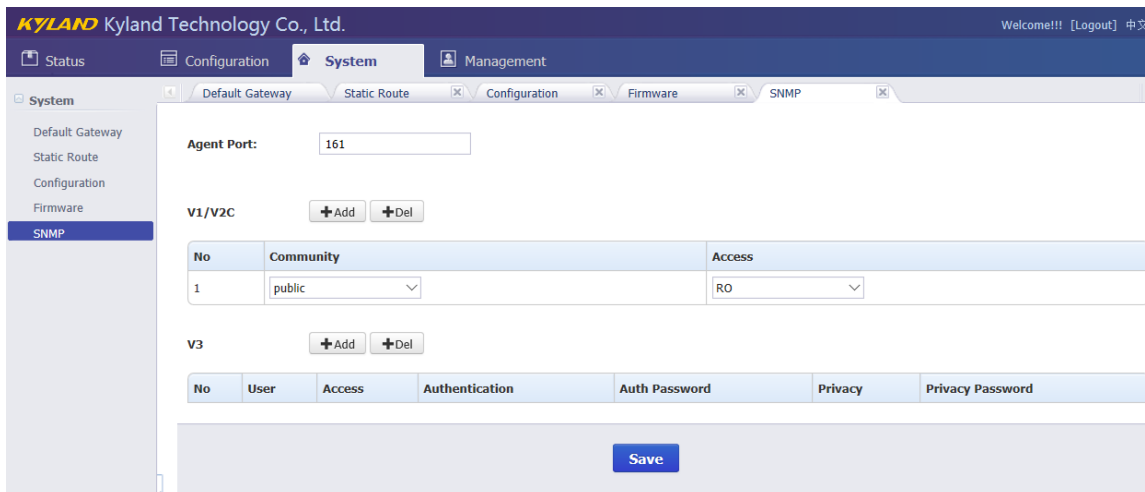 KYLAND Kyland Technology Co., Ltd.
Welcome!!! [Logout] 中文
Status Configuration System Management
System
Default Gateway Static Route Configuration Firmware SNMP
Default Gateway
Static Route
Configuration
Firmware
SNMP
Agent Port: 161
V1/V2C +Add +Del
No Community Access
1 public RO
V3 +Add +Del
No User Access Authentication Auth Password Privacy Privacy Password
Save